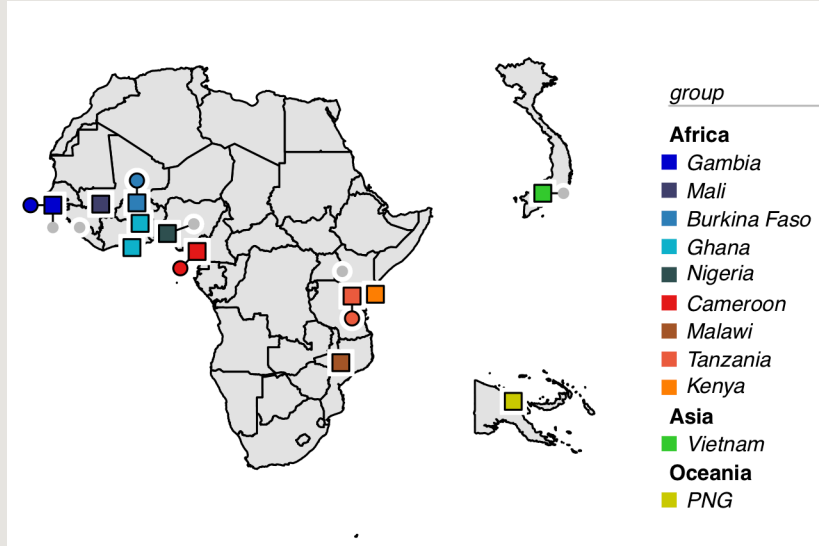 group
Africa
Gambia
Mali
Burkina Faso
Ghana
Nigeria
Cameroon
Malawi
Tanzania
Kenya
Asia
Vietnam
Oceania
PNG